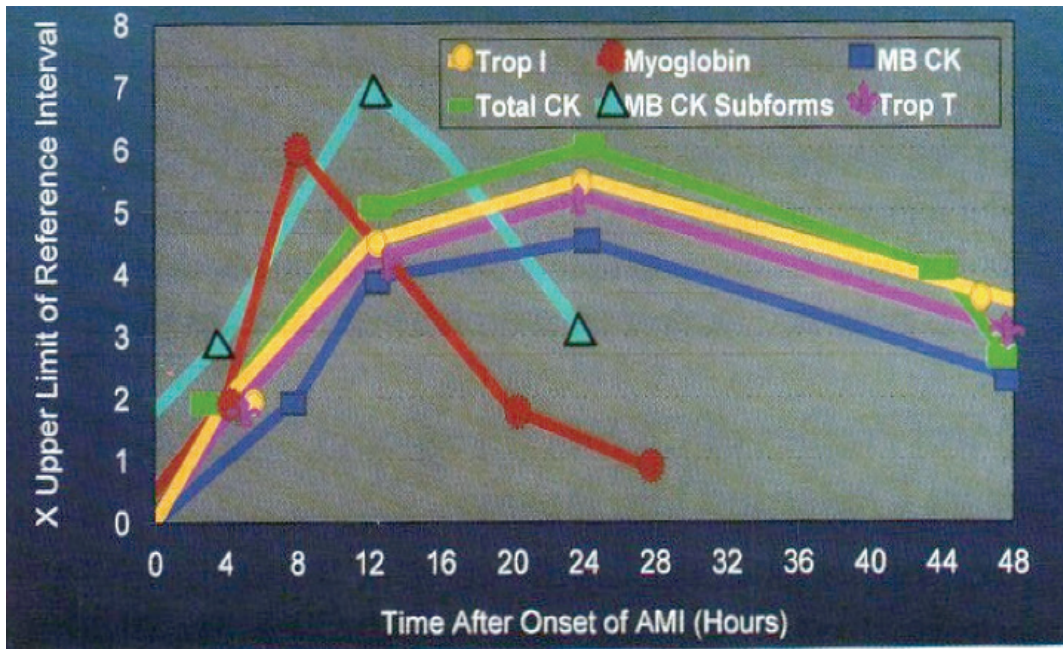 X Upper Limit of Reference Interval
8
7
6
5
4
3
2
1
0
Trop I Myoglobin MB CK
Total CK MB CK Subforms Trop T
0 4 8 12 16 20 24 28 32 36 40 44 48
Time After Onset of AMI (Hours)